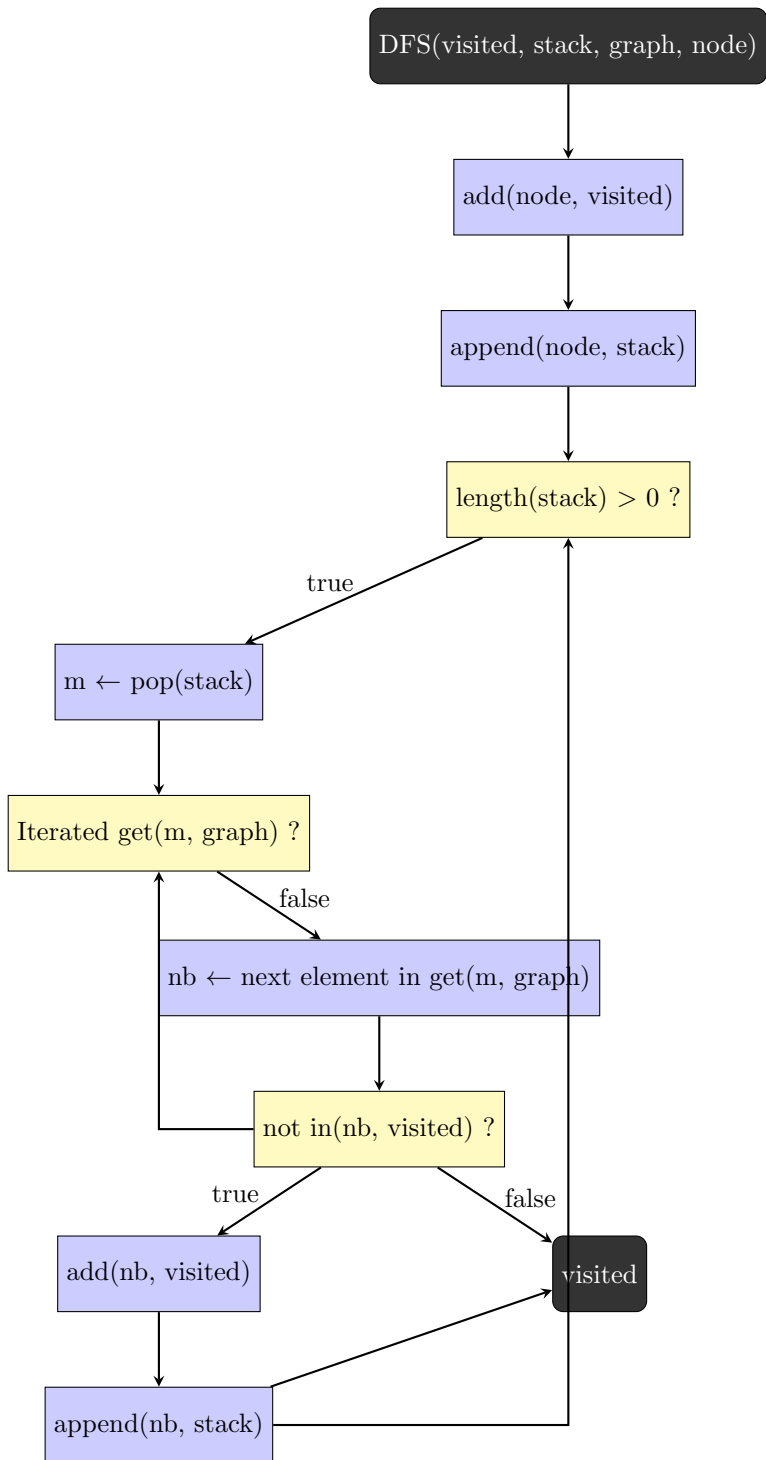 DFS(visited, stack, graph, node)
add(node, visited)
append(node, stack)
length(stack) > 0 ?
true
m ← pop(stack)
Iterated get(m, graph) ?
false
nb ← next element in get(m, graph)
not in(nb, visited) ?
true
false
add(nb, visited)
visited
append(nb, stack)